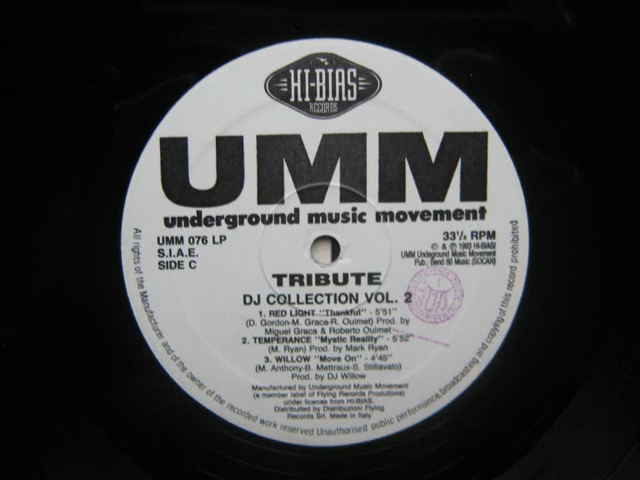 HI-BIAS
RECORDS
UMM
underground music movement
UMM 076 LP
S.I.A.E.
SIDE C
33⅓ RPM
© & ℗ 1993 HI-BIAS/
UMM Underground Music Movement
Pub.: Bend 60 Music (SOCAN)
TRIBUTE
DJ COLLECTION VOL. 2
1. RED LIGHT "Thankful" - 5'51"
(D. Gordon-M. Graca-R. Ouimet) Prod. by
Miguel Graca & Roberto Ouimet
2. TEMPERANCE "Mystic Reality" - 5'52"
(M. Ryan) Prod. by Mark Ryan
3. WILLOW "Move On" - 4'45"
(M. Anthony-B. Mettraux-S. Stillavato)
Prod. by DJ Willow
Manufactured by Underground Music Movement
(a member label of Flying Records Produtions)
under license from HI-BIAS.
Distributed by Distribuzioni Flying
Records Srl. Made in Italy
All rights of the Manufacturer and of the owner of the recorded work reserved Unauthorised public performance, broadcasting and copying of this record prohibited